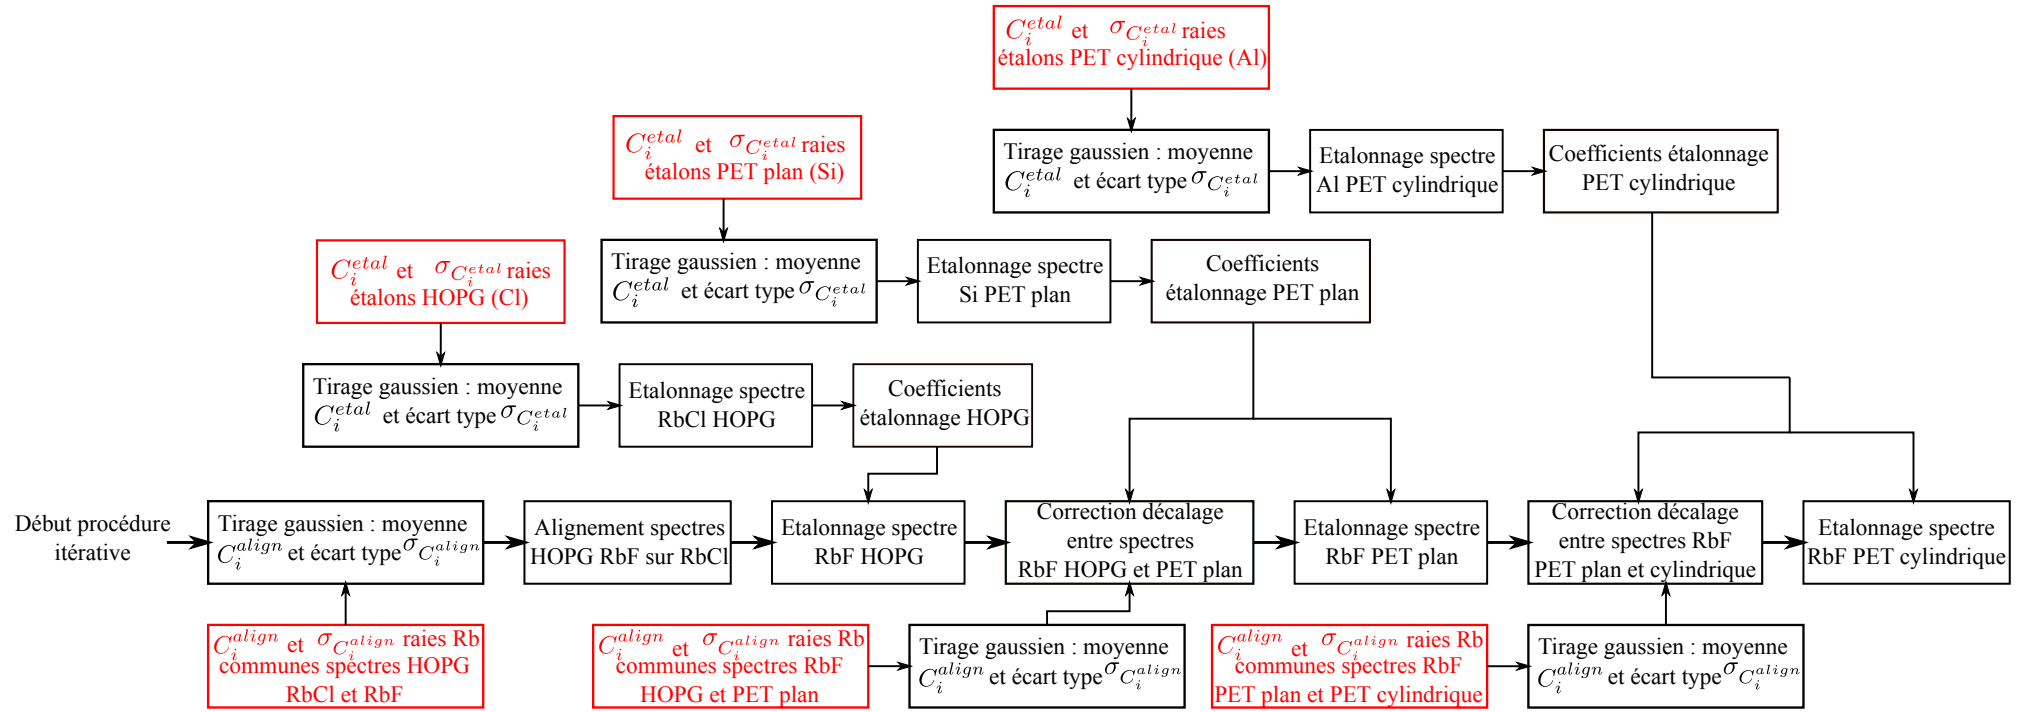 C_i^{etal} et σ_{C_i^{etal}} raies
étalons PET cylindrique (Al)
Tirage gaussien : moyenne
C_i^{etal} et écart type σ_{C_i^{etal}}
Etalonnage spectre
Al PET cylindrique
Coefficients étalonnage
PET cylindrique
C_i^{etal} et σ_{C_i^{etal}} raies
étalons PET plan (Si)
Tirage gaussien : moyenne
C_i^{etal} et écart type σ_{C_i^{etal}}
Etalonnage spectre
Si PET plan
Coefficients
étalonnage PET plan
C_i^{etal} et σ_{C_i^{etal}} raies
étalons HOPG (Cl)
Tirage gaussien : moyenne
C_i^{etal} et écart type σ_{C_i^{etal}}
Etalonnage spectre
RbCl HOPG
Coefficients
étalonnage HOPG
Début procédure
itérative
Tirage gaussien : moyenne
C_i^{align} et écart type σ_{C_i^{align}}
Alignement spectres
HOPG RbF sur RbCl
Etalonnage spectre
RbF HOPG
Correction décalage
entre spectres
RbF HOPG et PET plan
Etalonnage spectre
RbF PET plan
Correction décalage
entre spectres RbF
PET plan et cylindrique
Etalonnage spectre
RbF PET cylindrique
C_i^{align} et σ_{C_i^{align}} raies Rb
communes spectres HOPG
RbCl et RbF
C_i^{align} et σ_{C_i^{align}} raies Rb
communes spectres RbF
HOPG et PET plan
Tirage gaussien : moyenne
C_i^{align} et écart type σ_{C_i^{align}}
C_i^{align} et σ_{C_i^{align}} raies Rb
communes spectres RbF
PET plan et PET cylindrique
Tirage gaussien : moyenne
C_i^{align} et écart type σ_{C_i^{align}}